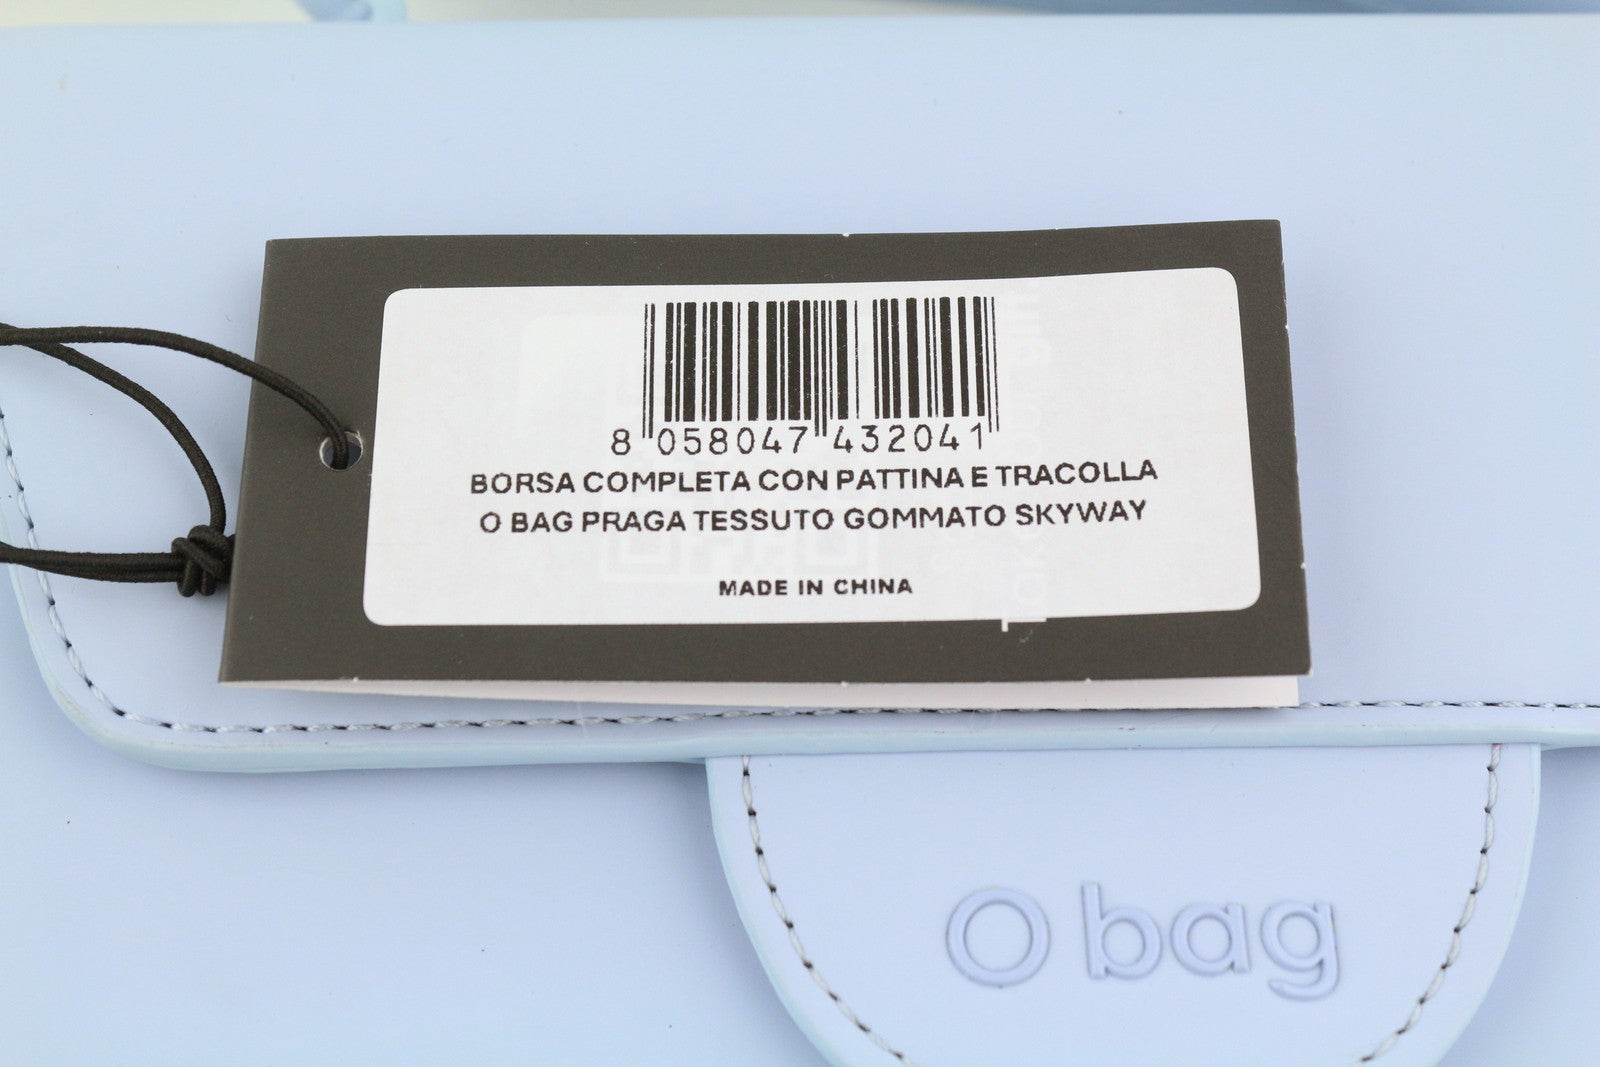 8 058047 432041
BORSA COMPLETA CON PATTINA E TRACOLLA
O BAG PRAGA TESSUTO GOMMATO SKYWAY
MADE IN CHINA
O bag